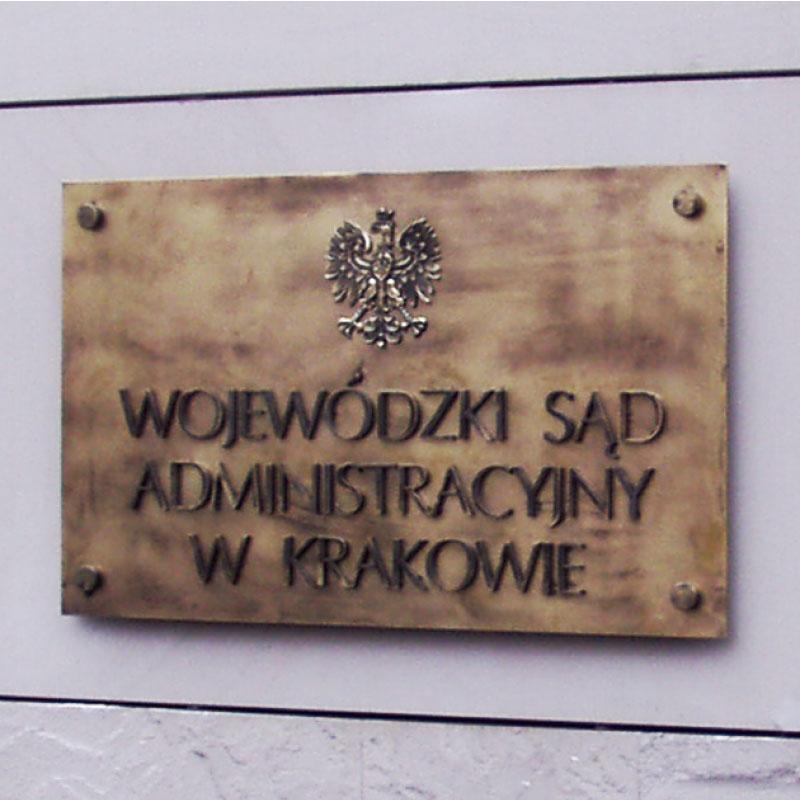 WOJEWÓDZKI SĄD
ADMINISTRACYJNY
W KRAKOWIE